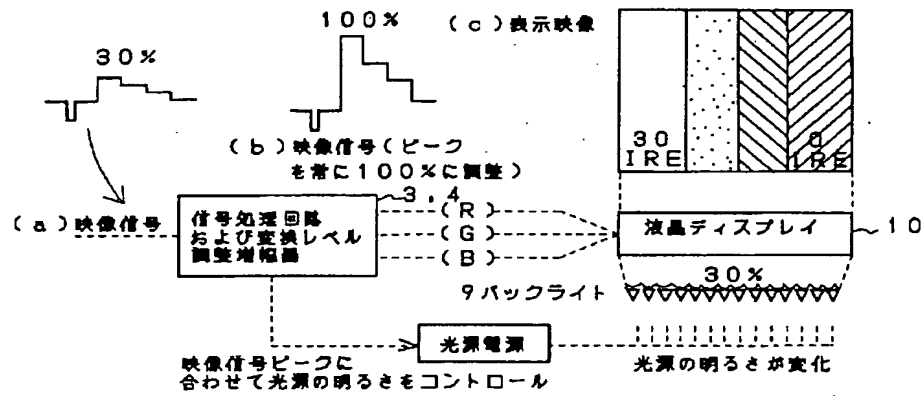 30%
100%
(c)表示映像
(b)映像信号(ピーク
を常に100%に調整)
30
IRE
0
IRE
(a)映像信号
信号処理回路
および変換レベル
調整増幅器
3,4
(R)
(G)
(B)
液晶ディスプレイ
10
30%
9バックライト
光源電源
映像信号ピークに
合わせて光源の明るさをコントロール
光源の明るさが変化